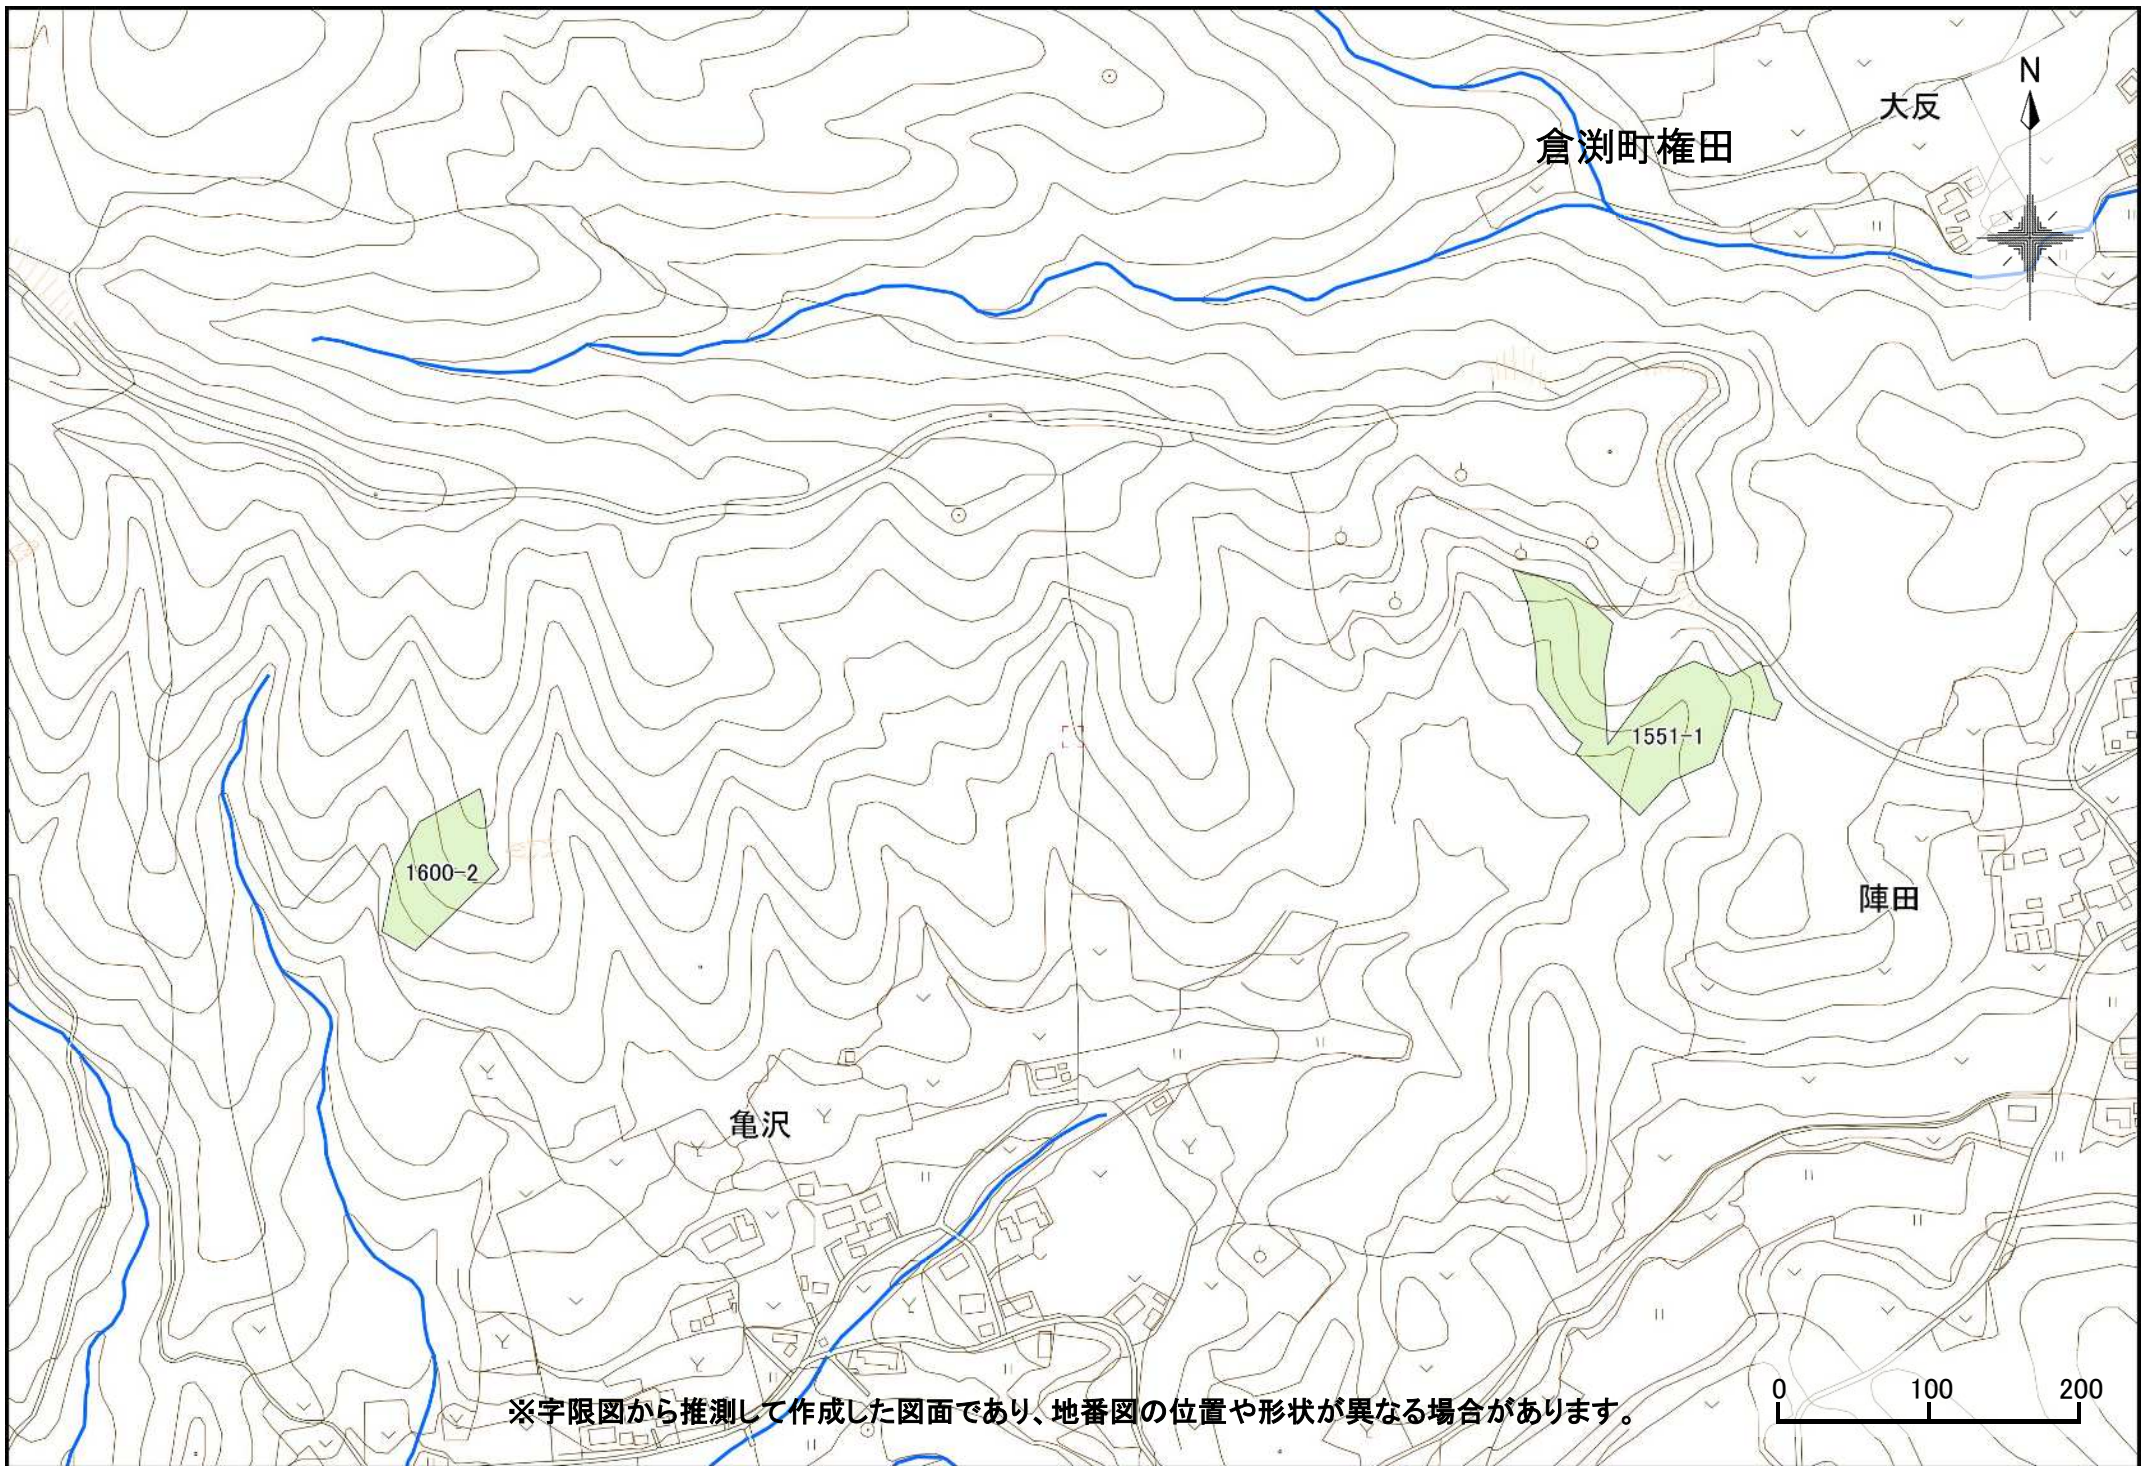 N
大反
倉渕町権田
1551-1
1600-2
陣田
亀沢
0 100 200
※字限図から推測して作成した図面であり、地番図の位置や形状が異なる場合があります。